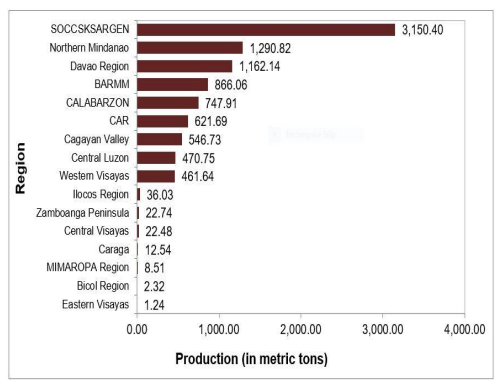 SOCCSKSARGEN 3,150.40
Northern Mindanao 1,290.82
Davao Region 1,162.14
BARMM 866.06
CALABARZON 747.91
CAR 621.69
Cagayan Valley 546.73
Central Luzon 470.75
Western Visayas 461.64
Ilocos Region 36.03
Zamboanga Peninsula 22.74
Central Visayas 22.48
Caraga 12.54
MIMAROPA Region 8.51
Bicol Region 2.32
Eastern Visayas 1.24
Region
0.00 1,000.00 2,000.00 3,000.00 4,000.00
Production (in metric tons)